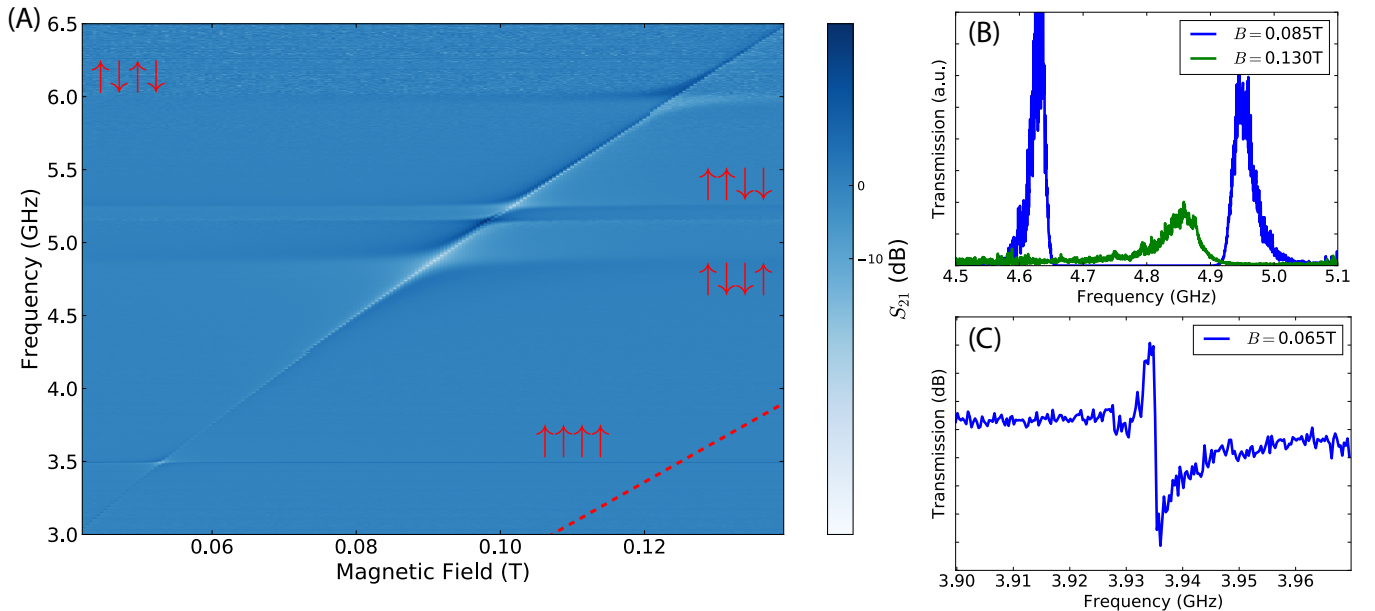 (A)
6.5
6.0
5.5
5.0
4.5
4.0
3.5
3.0
Frequency (GHz)
↑↓↑↓
↑↑↓↓
↑↓↓↑
↑↑↑↑
0.06
0.08
0.10
0.12
Magnetic Field (T)
0
−10
S21 (dB)
(B)
B = 0.085T
B = 0.130T
Transmission (a.u.)
4.5
4.6
4.7
4.8
4.9
5.0
5.1
Frequency (GHz)
(C)
B = 0.065T
Transmission (dB)
3.90
3.91
3.92
3.93
3.94
3.95
3.96
Frequency (GHz)